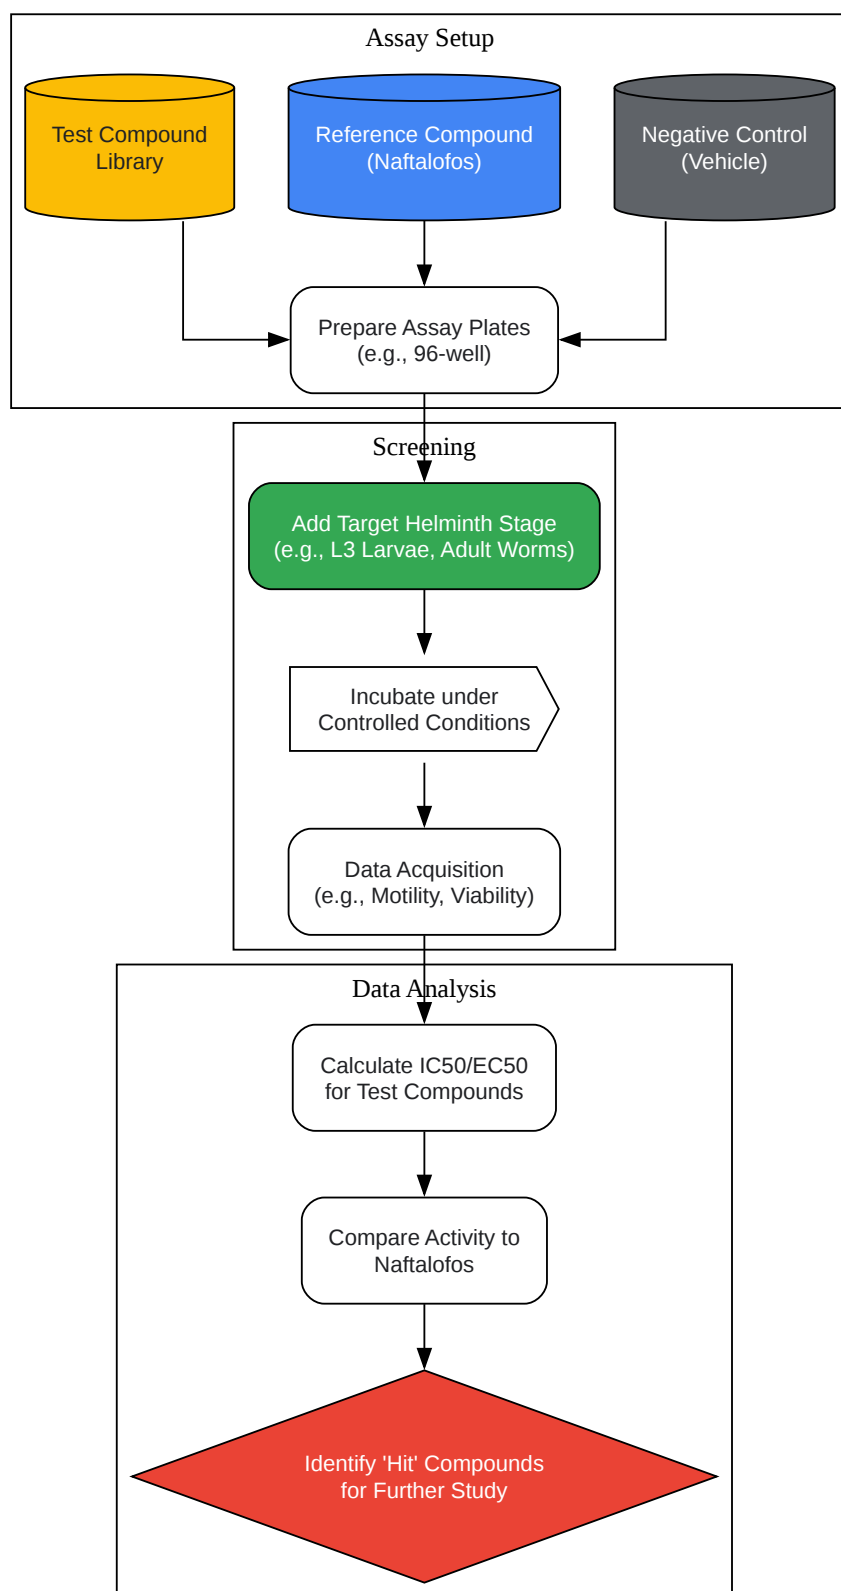 Assay Setup
Test Compound
Library
Reference Compound
(Naftalofos)
Negative Control
(Vehicle)
Prepare Assay Plates
(e.g., 96-well)
Screening
Add Target Helminth Stage
(e.g., L3 Larvae, Adult Worms)
Incubate under
Controlled Conditions
Data Acquisition
(e.g., Motility, Viability)
Data Analysis
Calculate IC50/EC50
for Test Compounds
Compare Activity to
Naftalofos
Identify 'Hit' Compounds
for Further Study